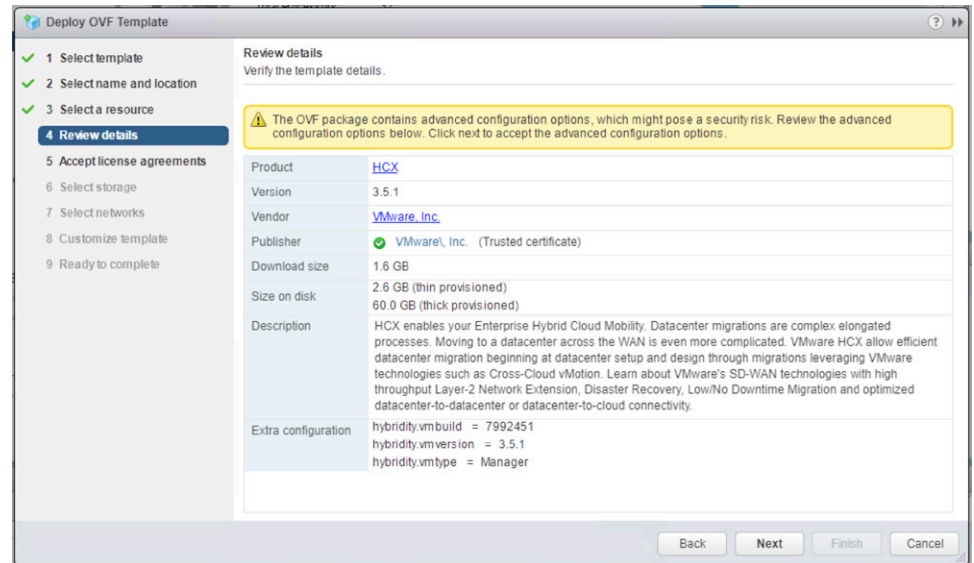 Deploy OVF Template
1 Select template
2 Select name and location
3 Select a resource
4 Review details
5 Accept license agreements
6 Select storage
7 Select networks
8 Customize template
9 Ready to complete
Review details
Verify the template details.
The OVF package contains advanced configuration options, which might pose a security risk. Review the advanced
configuration options below. Click next to accept the advanced configuration options.
Product HCX
Version 3.5.1
Vendor VMware, Inc.
Publisher VMware\, Inc. (Trusted certificate)
Download size 1.6 GB
Size on disk 2.6 GB (thin provisioned)
60.0 GB (thick provisioned)
Description HCX enables your Enterprise Hybrid Cloud Mobility. Datacenter migrations are complex elongated
processes. Moving to a datacenter across the WAN is even more complicated. VMware HCX allow efficient
datacenter migration beginning at datacenter setup and design through migrations leveraging VMware
technologies such as Cross-Cloud vMotion. Learn about VMware's SD-WAN technologies with high
throughput Layer-2 Network Extension, Disaster Recovery, Low/No Downtime Migration and optimized
datacenter-to-datacenter or datacenter-to-cloud connectivity.
Extra configuration hybridity.vmbuild = 7992451
hybridity.vmversion = 3.5.1
hybridity.vmtype = Manager
Back Next Finish Cancel